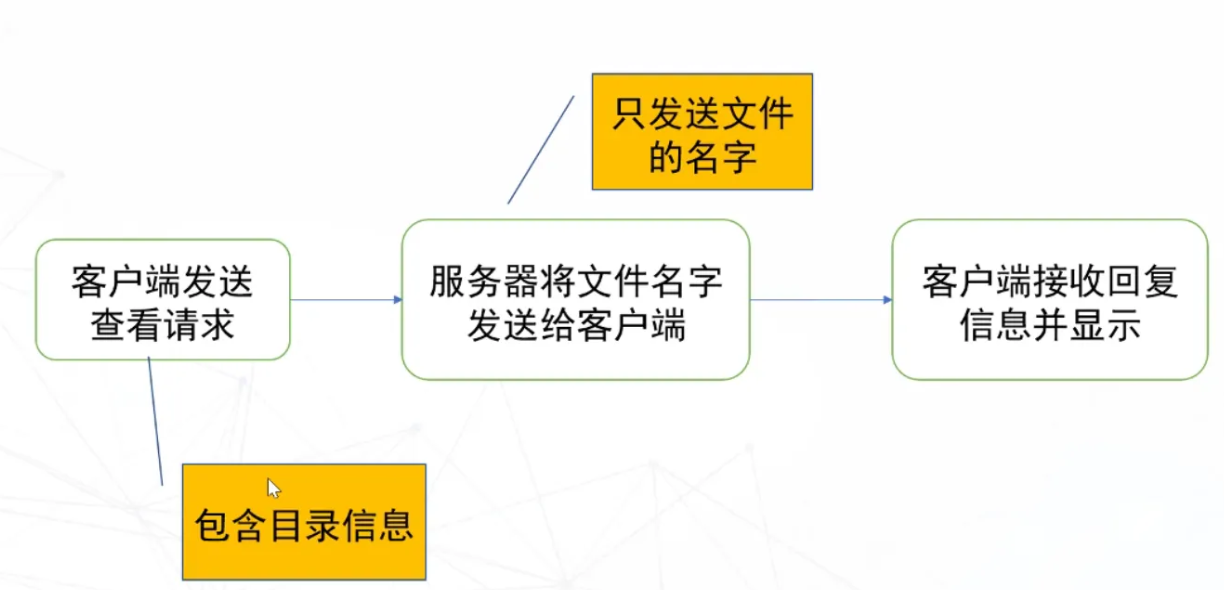 只发送文件
的名字
客户端发送
查看请求
服务器将文件名字
发送给客户端
客户端接收回复
信息并显示
包含目录信息